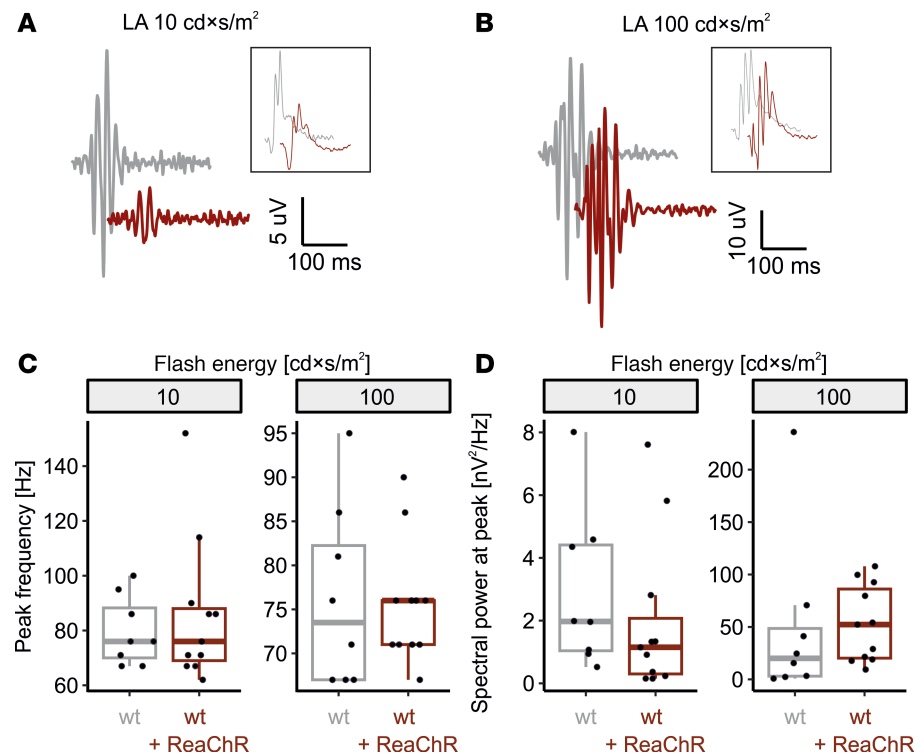 A
LA 10 cd×s/m²
5 uV
100 ms
B
LA 100 cd×s/m²
10 uV
100 ms
C
Flash energy [cd×s/m²]
10
100
Peak frequency [Hz]
140
120
100
80
60
95
90
85
80
75
70
wt
wt
+ ReaChR
wt
wt
+ ReaChR
D
Flash energy [cd×s/m²]
10
100
Spectral power at peak [nV²/Hz]
8
6
4
2
0
200
150
100
50
0
wt
wt
+ ReaChR
wt
wt
+ ReaChR